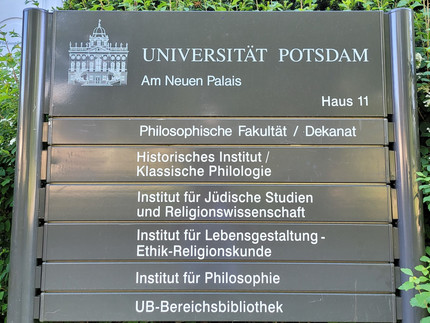 UNIVERSITÄT POTSDAM
Am Neuen Palais
Haus 11
Philosophische Fakultät / Dekanat
Historisches Institut /
Klassische Philologie
Institut für Jüdische Studien
und Religionswissenschaft
Institut für Lebensgestaltung -
Ethik-Religionskunde
Institut für Philosophie
UB-Bereichsbibliothek